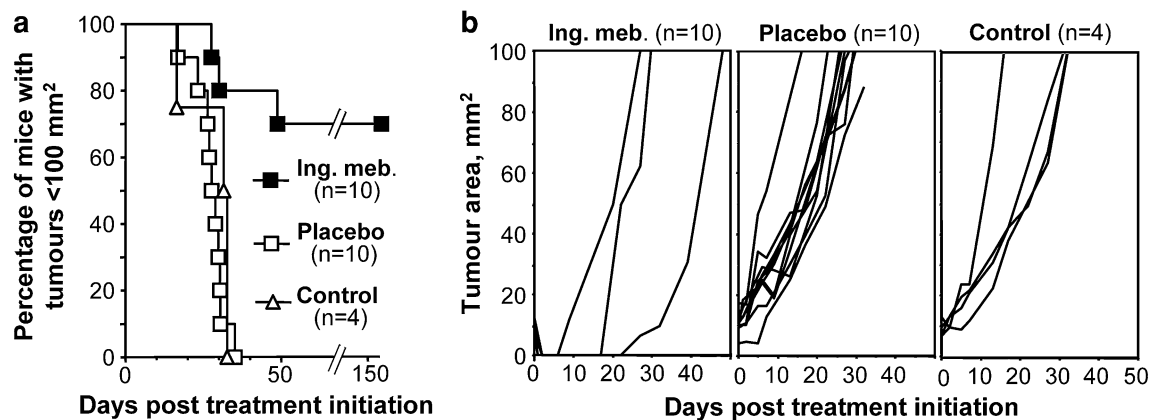 a
Percentage of mice with
tumours <100 mm²
100
80
60
40
20
0
0
50
150
Days post treatment initiation
Ing. meb.
(n=10)
Placebo
(n=10)
Control
(n=4)
b
Ing. meb. (n=10)
Placebo (n=10)
Control (n=4)
Tumour area, mm²
100
80
60
40
20
0
0 10 20 30 40
0 10 20 30 40
0 10 20 30 40 50
Days post treatment initiation